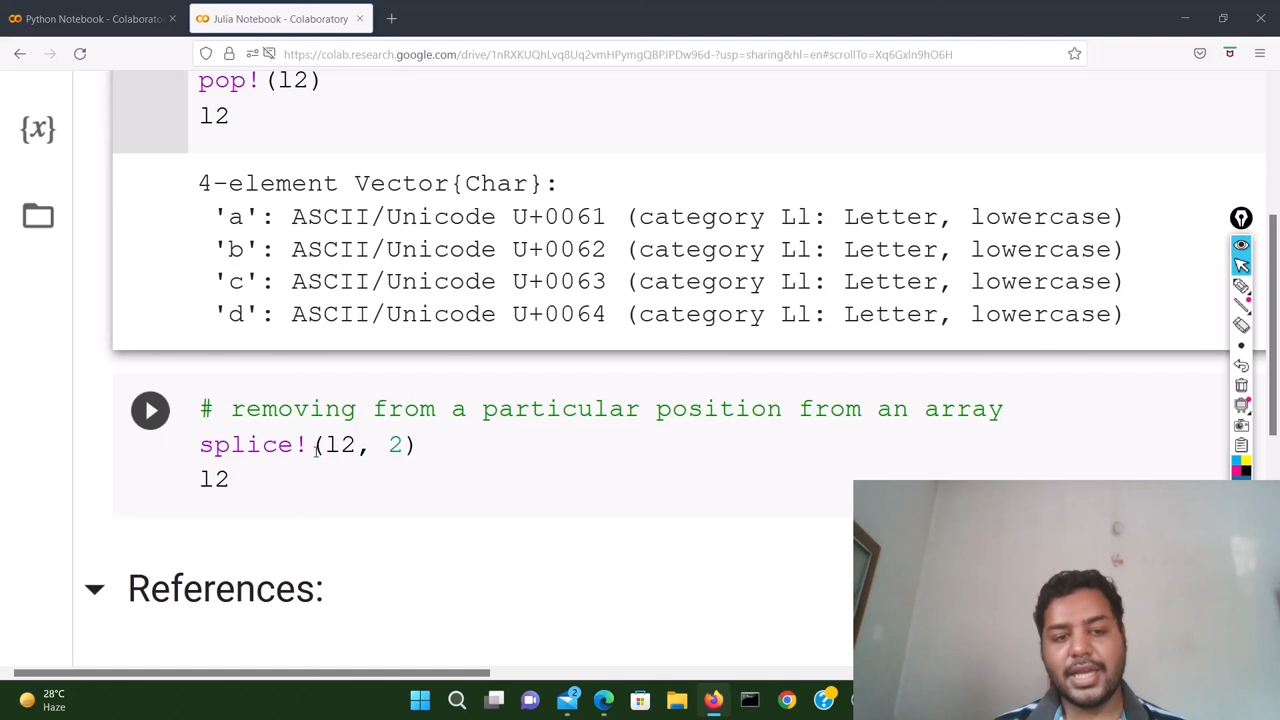 Python Notebook - Colaborato
Julia Notebook - Colaboratory
https://colab.research.google.com/drive/1nRXKUQhLvq8Uq2vmHPymgQBPJPDw96d-?usp=sharing&hl=en#scrollTo=Xq6Gxln9hO6H
pop!(l2)
l2
{x}
4-element Vector{Char}:
'a': ASCII/Unicode U+0061 (category Ll: Letter, lowercase)
'b': ASCII/Unicode U+0062 (category Ll: Letter, lowercase)
'c': ASCII/Unicode U+0063 (category Ll: Letter, lowercase)
'd': ASCII/Unicode U+0064 (category Ll: Letter, lowercase)
# removing from a particular position from an array
splice!(l2, 2)
l2
References:
28°C
Haze
2